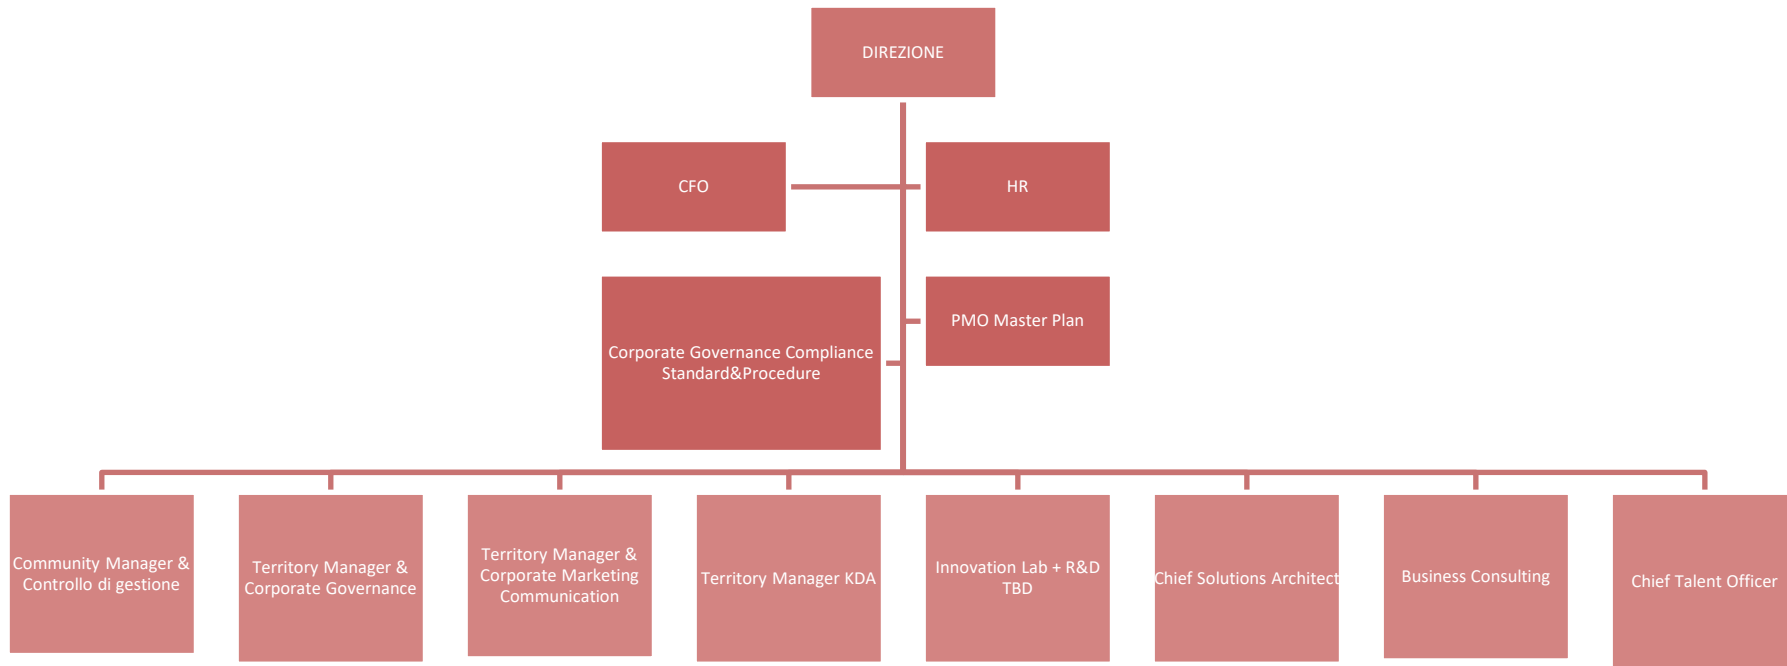 DIREZIONE
CFO
HR
Corporate Governance Compliance
Standard&Procedure
PMO Master Plan
Community Manager &
Controllo di gestione
Territory Manager &
Corporate Governance
Territory Manager &
Corporate Marketing
Communication
Territory Manager KDA
Innovation Lab + R&D
TBD
Chief Solutions Architect
Business Consulting
Chief Talent Officer